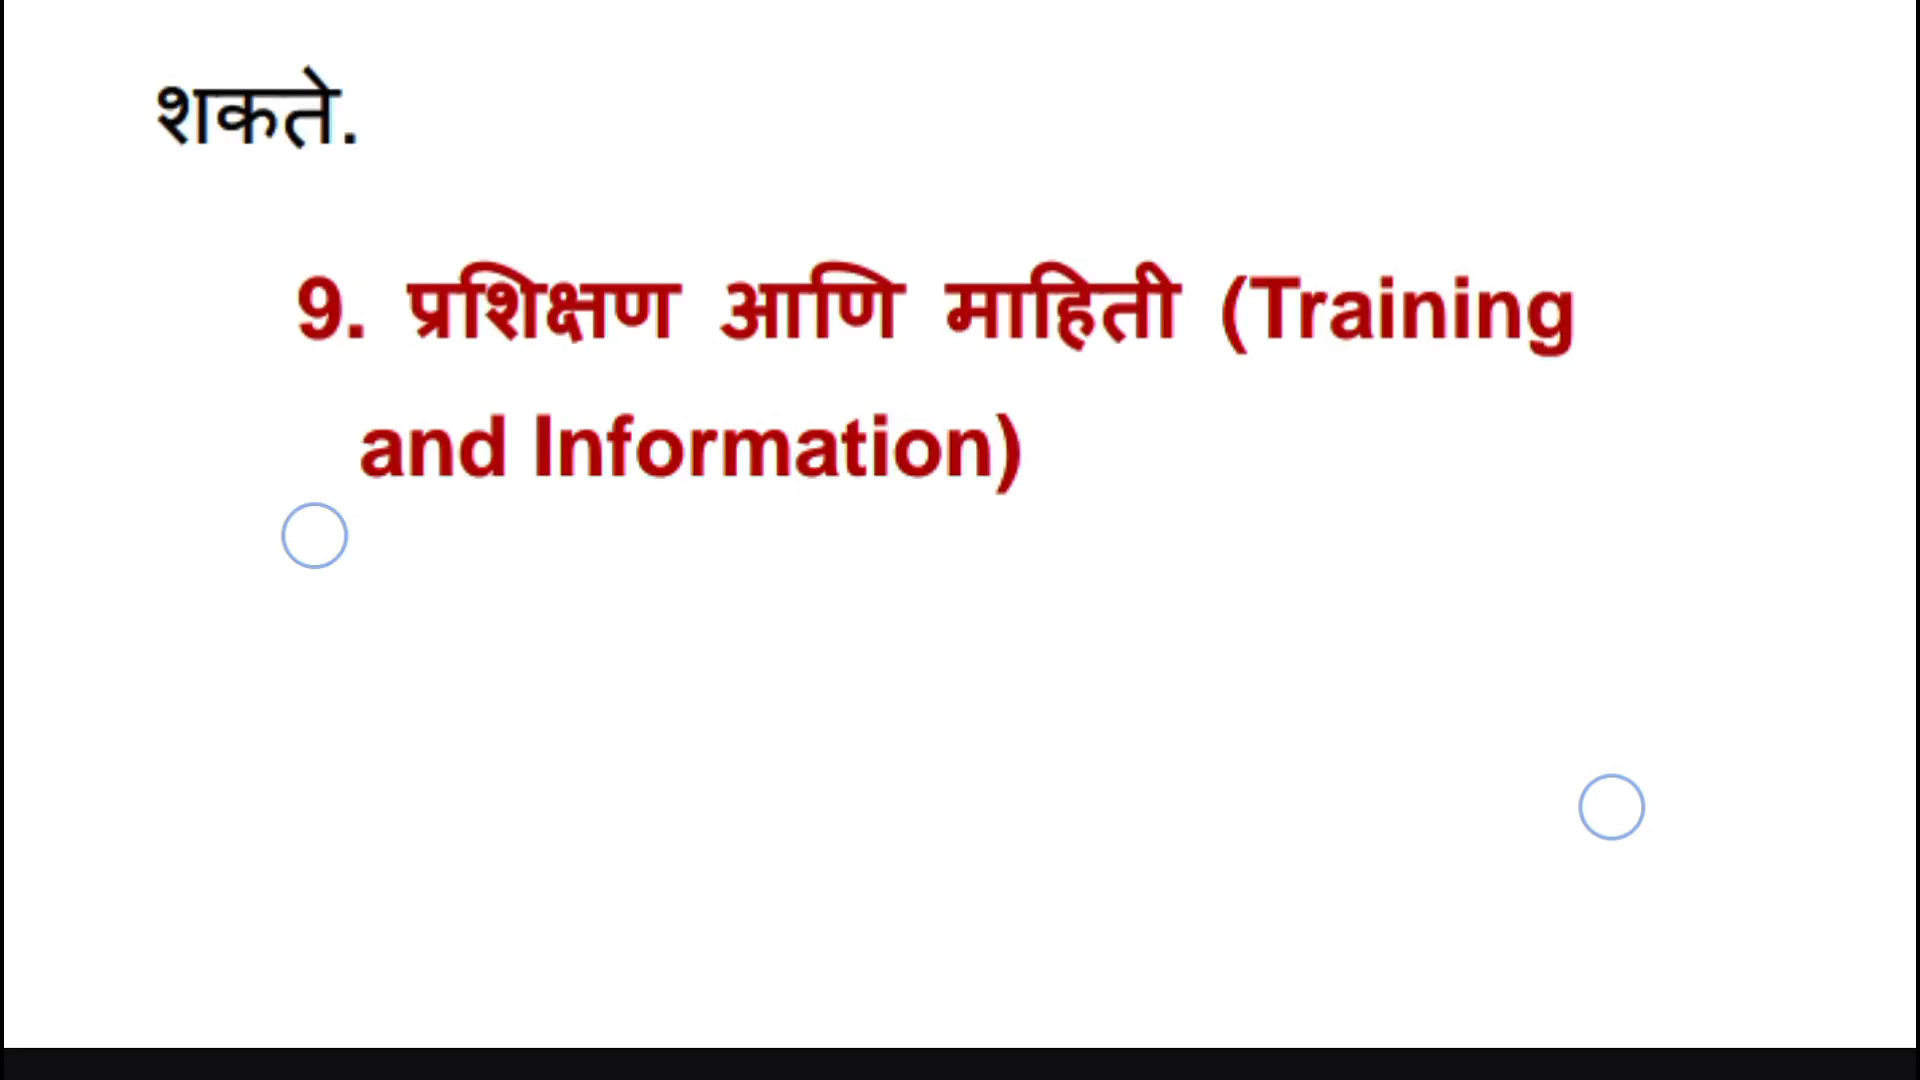 शकते.
9. प्रशिक्षण आणि माहिती (Training
and Information)